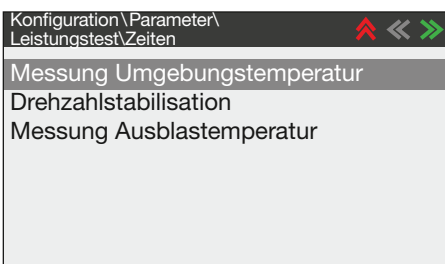 Konfiguration\Parameter\
Leistungstest\Zeiten
Messung Umgebungstemperatur
Drehzahlstabilisation
Messung Ausblastemperatur